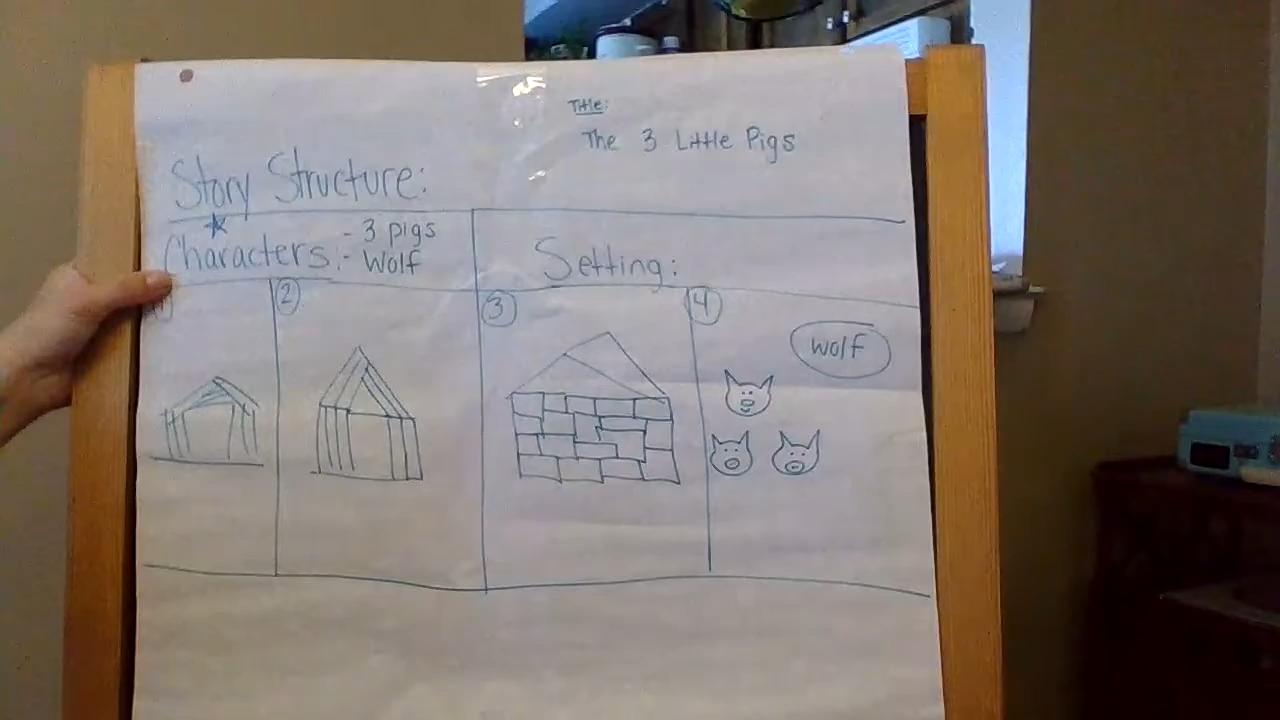 Title:
The 3 Little Pigs
Story Structure:
Characters: - 3 pigs
- Wolf
Setting:
2
3
4
Wolf